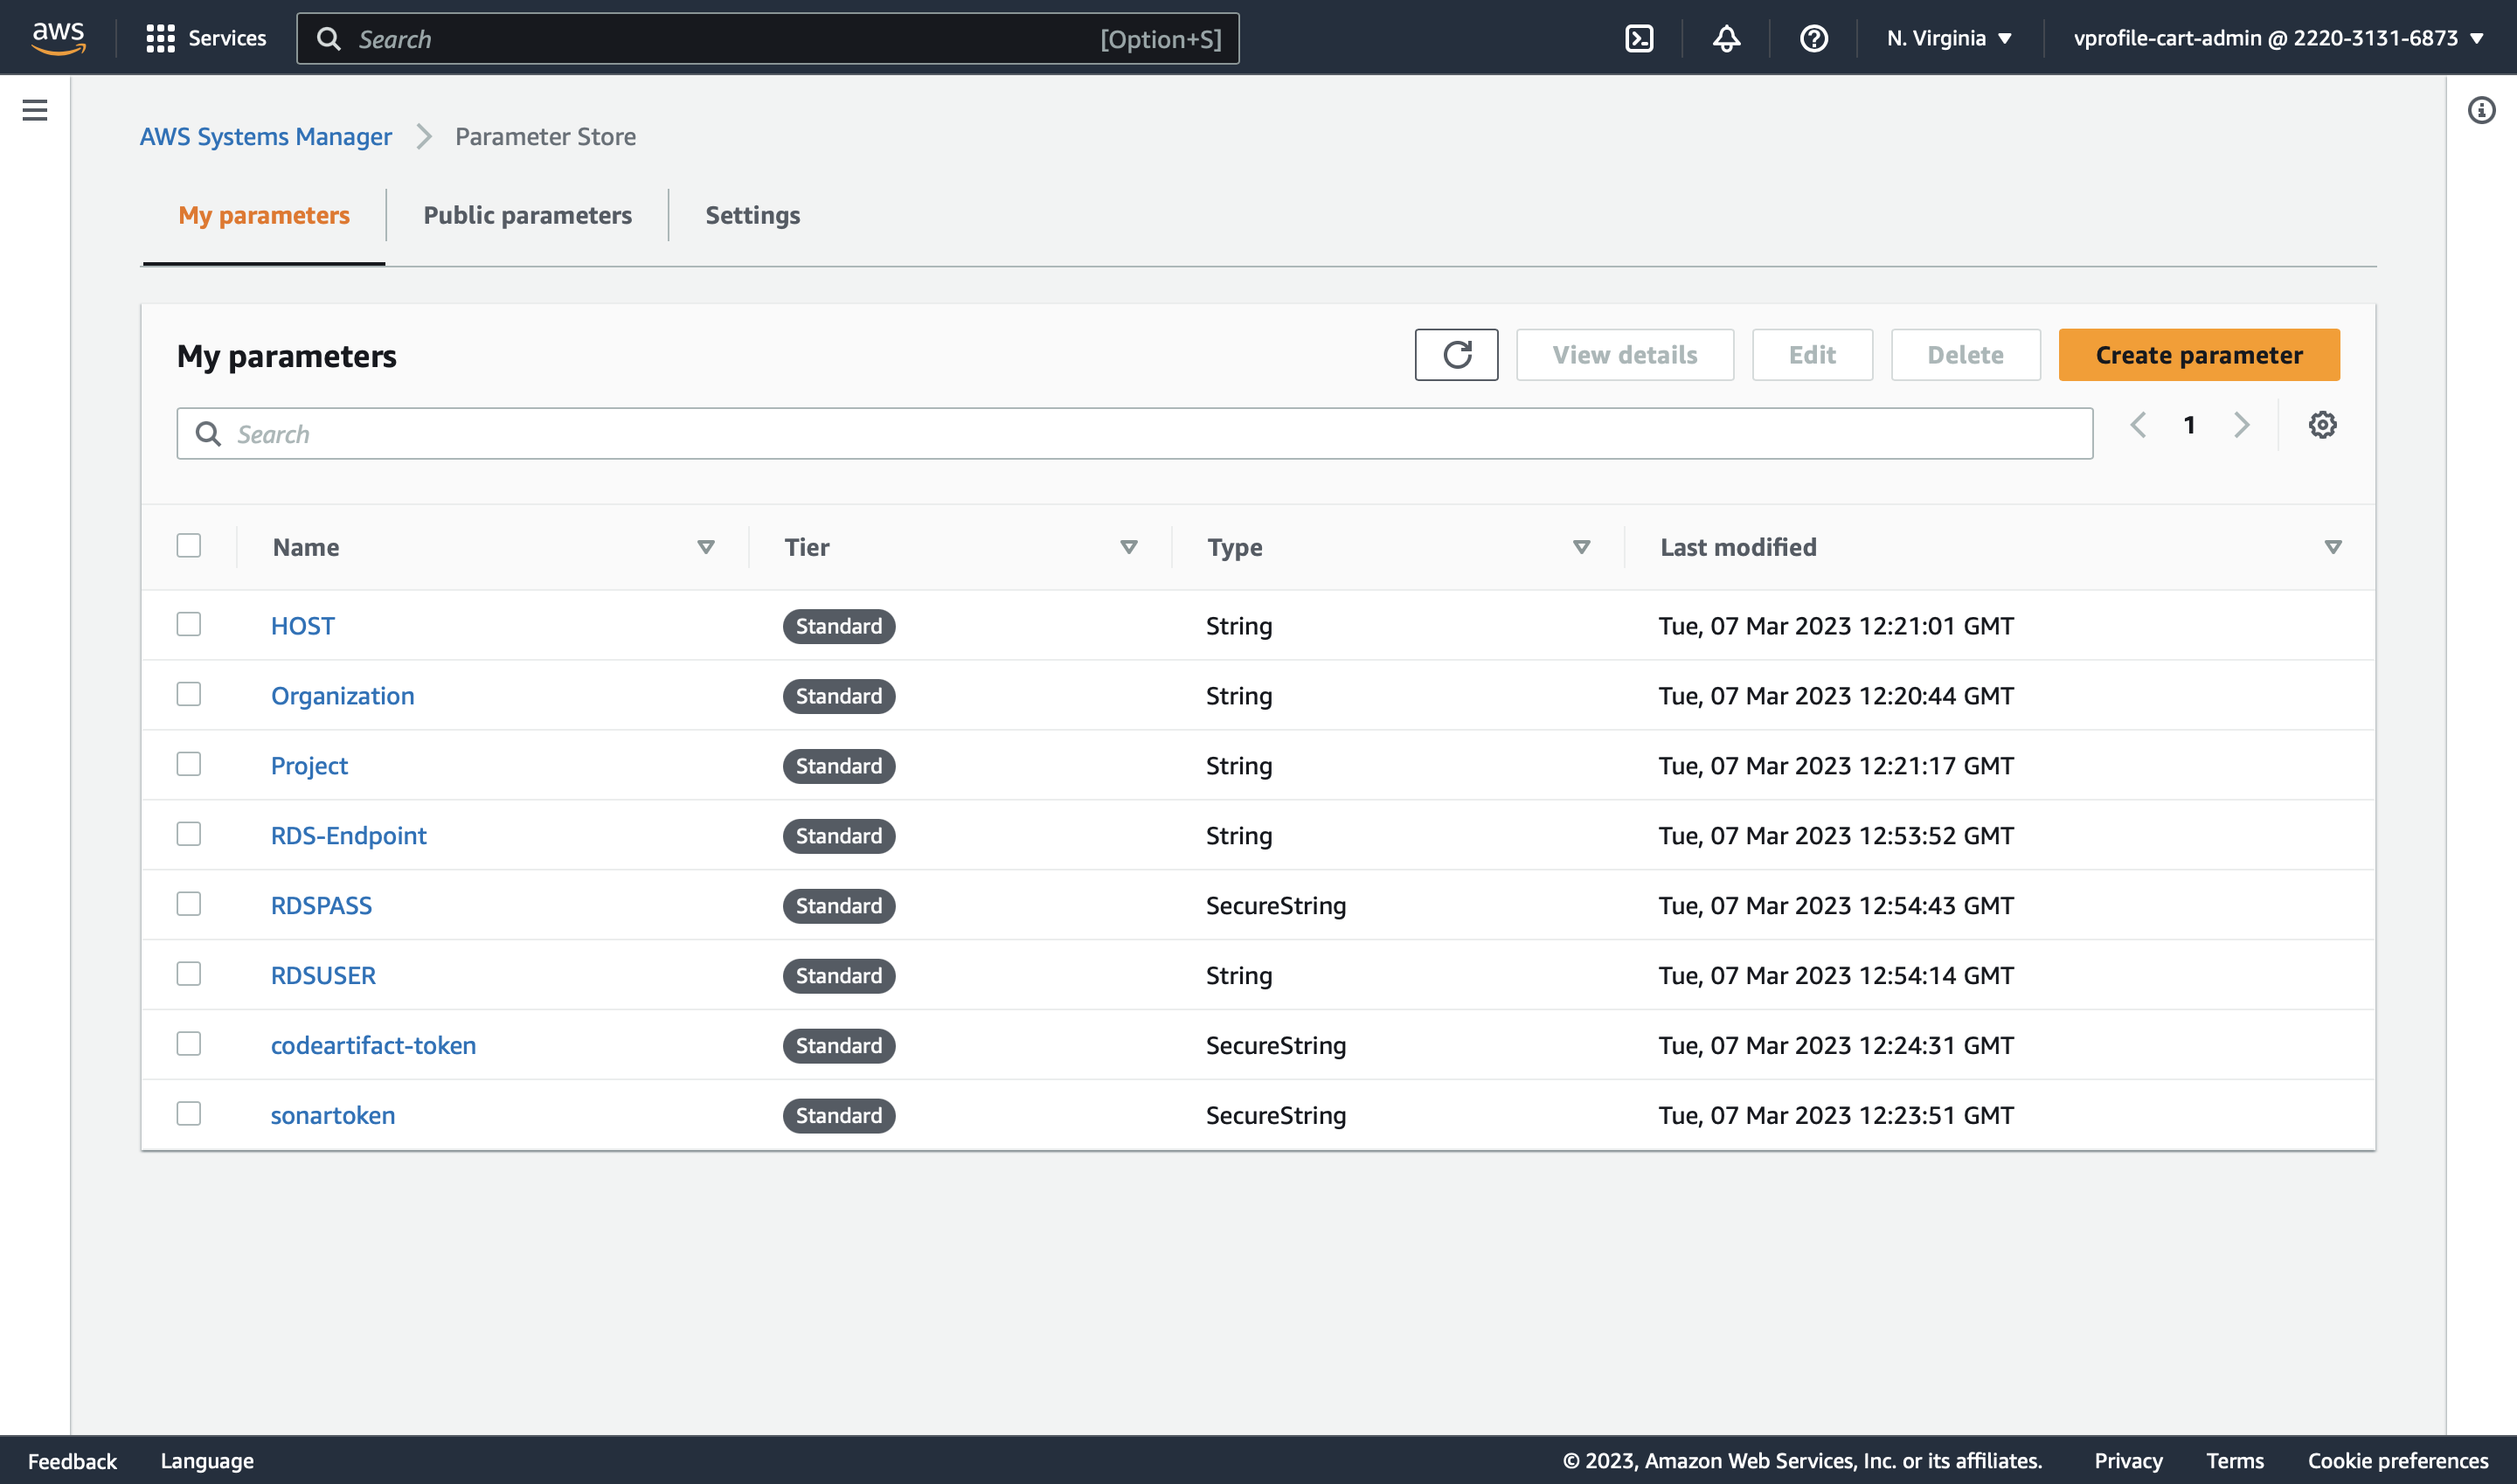 aws Services Search [Option+S] N. Virginia vprofile-cart-admin @ 2220-3131-6873
AWS Systems Manager Parameter Store
My parameters Public parameters Settings
My parameters View details Edit Delete Create parameter
Search 1
Name Tier Type Last modified
HOST Standard String Tue, 07 Mar 2023 12:21:01 GMT
Organization Standard String Tue, 07 Mar 2023 12:20:44 GMT
Project Standard String Tue, 07 Mar 2023 12:21:17 GMT
RDS-Endpoint Standard String Tue, 07 Mar 2023 12:53:52 GMT
RDSPASS Standard SecureString Tue, 07 Mar 2023 12:54:43 GMT
RDSUSER Standard String Tue, 07 Mar 2023 12:54:14 GMT
codeartifact-token Standard SecureString Tue, 07 Mar 2023 12:24:31 GMT
sonartoken Standard SecureString Tue, 07 Mar 2023 12:23:51 GMT
Feedback Language © 2023, Amazon Web Services, Inc. or its affiliates. Privacy Terms Cookie preferences